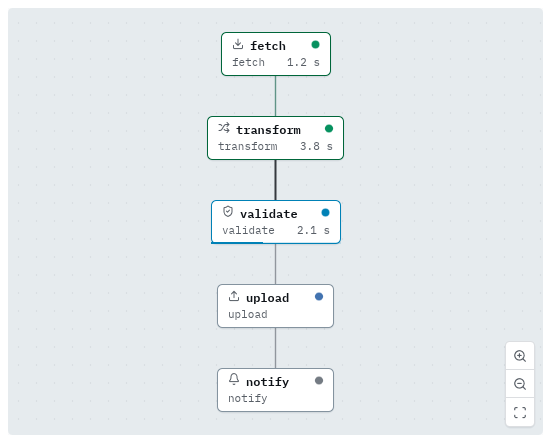 fetch
fetch 1.2 s
transform
transform 3.8 s
validate
validate 2.1 s
upload
upload
notify
notify